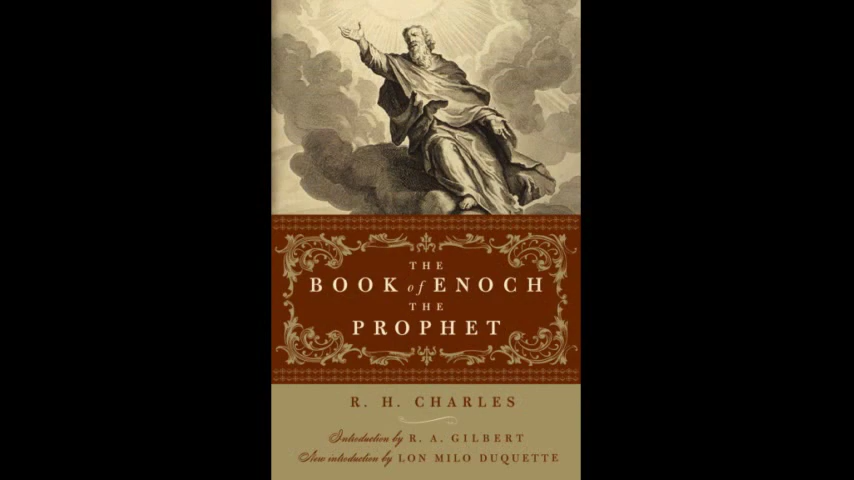 THE
BOOK of ENOCH
THE
PROPHET
R. H. CHARLES
Introduction by R. A. GILBERT
New introduction by LON MILO DUQUETTE